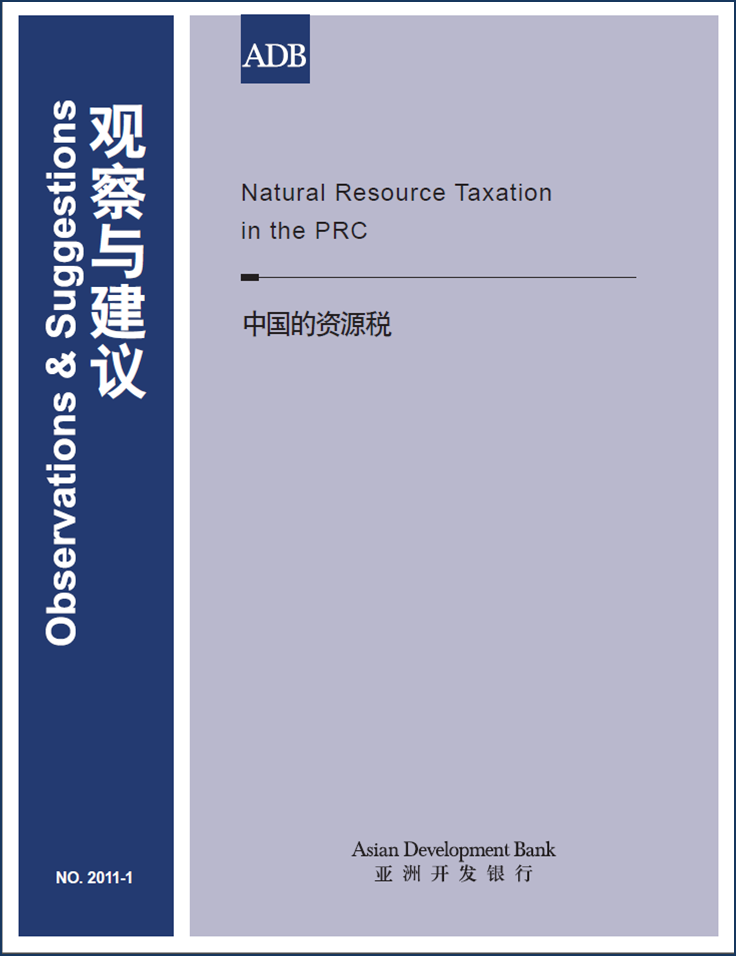 观察与建议
Observations & Suggestions
NO. 2011-1
ADB
Natural Resource Taxation
in the PRC
中国的资源税
Asian Development Bank
亚洲开发银行